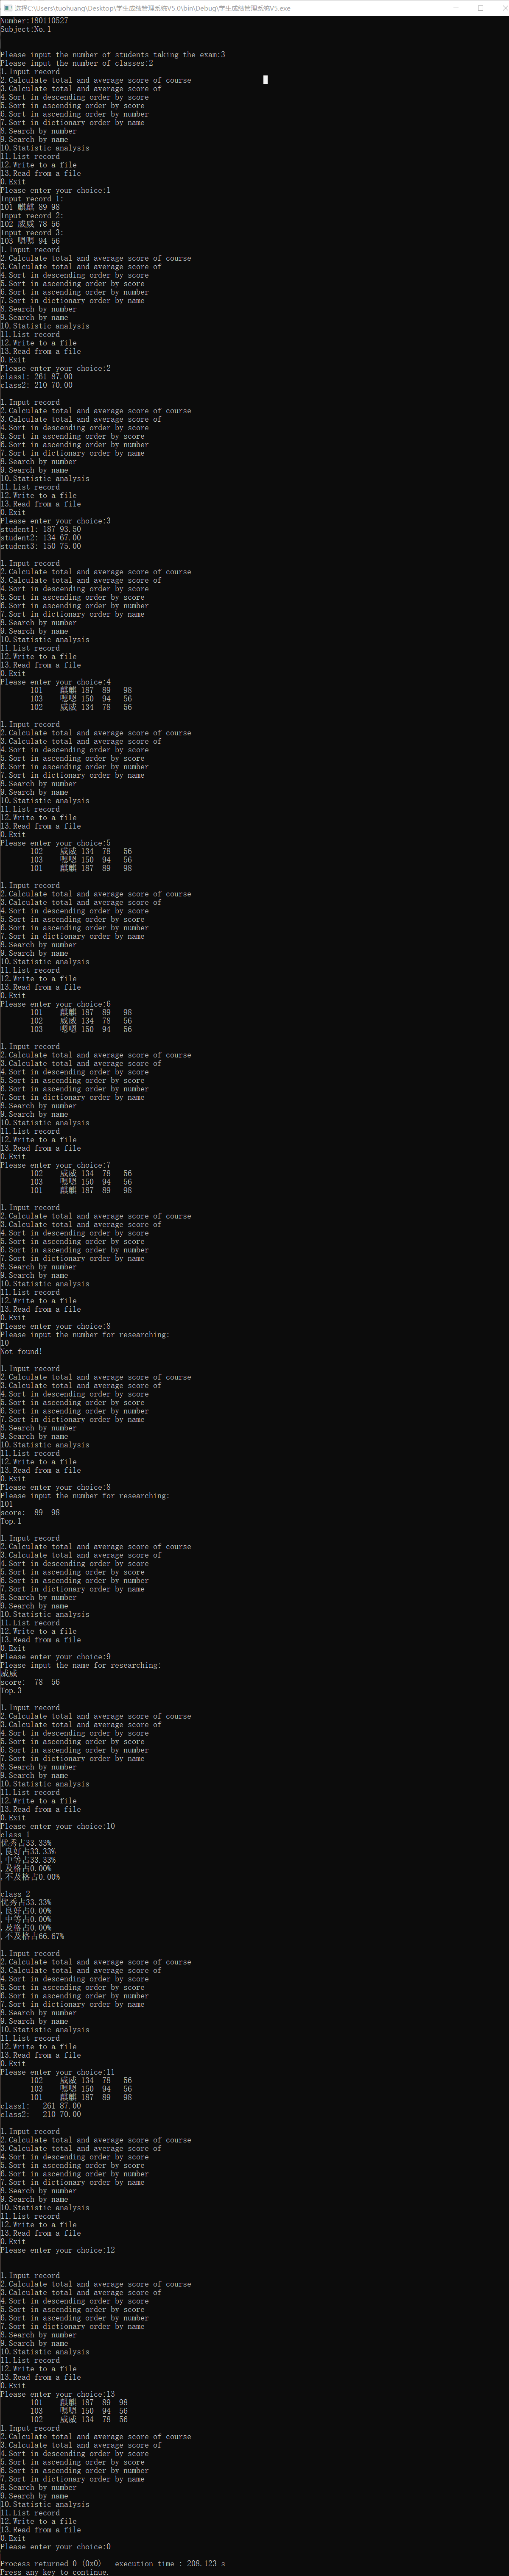 选择C:\Users\tuohuang\Desktop\学生成绩管理系统V5.0\bin\Debug\学生成绩管理系统V5.exe
Number:180110527
Subject:No.1
Please input the number of students taking the exam:3
Please input the number of classes:2
1.Input record
2.Calculate total and average score of course
3.Calculate total and average score of
4.Sort in descending order by score
5.Sort in ascending order by score
6.Sort in ascending order by number
7.Sort in dictionary order by name
8.Search by number
9.Search by name
10.Statistic analysis
11.List record
12.Write to a file
13.Read from a file
0.Exit
Please enter your choice:1
Input record 1:
101 麒麒 89 98
Input record 2:
102 威威 78 56
Input record 3:
103 嗯嗯 94 56
1.Input record
2.Calculate total and average score of course
3.Calculate total and average score of
4.Sort in descending order by score
5.Sort in ascending order by score
6.Sort in ascending order by number
7.Sort in dictionary order by name
8.Search by number
9.Search by name
10.Statistic analysis
11.List record
12.Write to a file
13.Read from a file
0.Exit
Please enter your choice:2
class1: 261 87.00
class2: 210 70.00
1.Input record
2.Calculate total and average score of course
3.Calculate total and average score of
4.Sort in descending order by score
5.Sort in ascending order by score
6.Sort in ascending order by number
7.Sort in dictionary order by name
8.Search by number
9.Search by name
10.Statistic analysis
11.List record
12.Write to a file
13.Read from a file
0.Exit
Please enter your choice:3
student1: 187 93.50
student2: 134 67.00
student3: 150 75.00
1.Input record
2.Calculate total and average score of course
3.Calculate total and average score of
4.Sort in descending order by score
5.Sort in ascending order by score
6.Sort in ascending order by number
7.Sort in dictionary order by name
8.Search by number
9.Search by name
10.Statistic analysis
11.List record
12.Write to a file
13.Read from a file
0.Exit
Please enter your choice:4
101 麒麒 187 89 98
103 嗯嗯 150 94 56
102 威威 134 78 56
1.Input record
2.Calculate total and average score of course
3.Calculate total and average score of
4.Sort in descending order by score
5.Sort in ascending order by score
6.Sort in ascending order by number
7.Sort in dictionary order by name
8.Search by number
9.Search by name
10.Statistic analysis
11.List record
12.Write to a file
13.Read from a file
0.Exit
Please enter your choice:5
102 威威 134 78 56
103 嗯嗯 150 94 56
101 麒麒 187 89 98
1.Input record
2.Calculate total and average score of course
3.Calculate total and average score of
4.Sort in descending order by score
5.Sort in ascending order by score
6.Sort in ascending order by number
7.Sort in dictionary order by name
8.Search by number
9.Search by name
10.Statistic analysis
11.List record
12.Write to a file
13.Read from a file
0.Exit
Please enter your choice:6
101 麒麒 187 89 98
102 威威 134 78 56
103 嗯嗯 150 94 56
1.Input record
2.Calculate total and average score of course
3.Calculate total and average score of
4.Sort in descending order by score
5.Sort in ascending order by score
6.Sort in ascending order by number
7.Sort in dictionary order by name
8.Search by number
9.Search by name
10.Statistic analysis
11.List record
12.Write to a file
13.Read from a file
0.Exit
Please enter your choice:7
102 威威 134 78 56
103 嗯嗯 150 94 56
101 麒麒 187 89 98
1.Input record
2.Calculate total and average score of course
3.Calculate total and average score of
4.Sort in descending order by score
5.Sort in ascending order by score
6.Sort in ascending order by number
7.Sort in dictionary order by name
8.Search by number
9.Search by name
10.Statistic analysis
11.List record
12.Write to a file
13.Read from a file
0.Exit
Please enter your choice:8
Please input the number for researching:
10
Not found!
1.Input record
2.Calculate total and average score of course
3.Calculate total and average score of
4.Sort in descending order by score
5.Sort in ascending order by score
6.Sort in ascending order by number
7.Sort in dictionary order by name
8.Search by number
9.Search by name
10.Statistic analysis
11.List record
12.Write to a file
13.Read from a file
0.Exit
Please enter your choice:8
Please input the number for researching:
101
score: 89 98
Top.1
1.Input record
2.Calculate total and average score of course
3.Calculate total and average score of
4.Sort in descending order by score
5.Sort in ascending order by score
6.Sort in ascending order by number
7.Sort in dictionary order by name
8.Search by number
9.Search by name
10.Statistic analysis
11.List record
12.Write to a file
13.Read from a file
0.Exit
Please enter your choice:9
Please input the name for researching:
威威
score: 78 56
Top.3
1.Input record
2.Calculate total and average score of course
3.Calculate total and average score of
4.Sort in descending order by score
5.Sort in ascending order by score
6.Sort in ascending order by number
7.Sort in dictionary order by name
8.Search by number
9.Search by name
10.Statistic analysis
11.List record
12.Write to a file
13.Read from a file
0.Exit
Please enter your choice:10
class 1
优秀占33.33%
,良好占33.33%
,中等占33.33%
,及格占0.00%
,不及格占0.00%
class 2
优秀占33.33%
,良好占0.00%
,中等占0.00%
,及格占0.00%
,不及格占66.67%
1.Input record
2.Calculate total and average score of course
3.Calculate total and average score of
4.Sort in descending order by score
5.Sort in ascending order by score
6.Sort in ascending order by number
7.Sort in dictionary order by name
8.Search by number
9.Search by name
10.Statistic analysis
11.List record
12.Write to a file
13.Read from a file
0.Exit
Please enter your choice:11
102 威威 134 78 56
103 嗯嗯 150 94 56
101 麒麒 187 89 98
class1: 261 87.00
class2: 210 70.00
1.Input record
2.Calculate total and average score of course
3.Calculate total and average score of
4.Sort in descending order by score
5.Sort in ascending order by score
6.Sort in ascending order by number
7.Sort in dictionary order by name
8.Search by number
9.Search by name
10.Statistic analysis
11.List record
12.Write to a file
13.Read from a file
0.Exit
Please enter your choice:12
1.Input record
2.Calculate total and average score of course
3.Calculate total and average score of
4.Sort in descending order by score
5.Sort in ascending order by score
6.Sort in ascending order by number
7.Sort in dictionary order by name
8.Search by number
9.Search by name
10.Statistic analysis
11.List record
12.Write to a file
13.Read from a file
0.Exit
Please enter your choice:13
101 麒麒 187 89 98
103 嗯嗯 150 94 56
102 威威 134 78 56
1.Input record
2.Calculate total and average score of course
3.Calculate total and average score of
4.Sort in descending order by score
5.Sort in ascending order by score
6.Sort in ascending order by number
7.Sort in dictionary order by name
8.Search by number
9.Search by name
10.Statistic analysis
11.List record
12.Write to a file
13.Read from a file
0.Exit
Please enter your choice:0
Process returned 0 (0x0) execution time : 208.123 s
Press any key to continue.